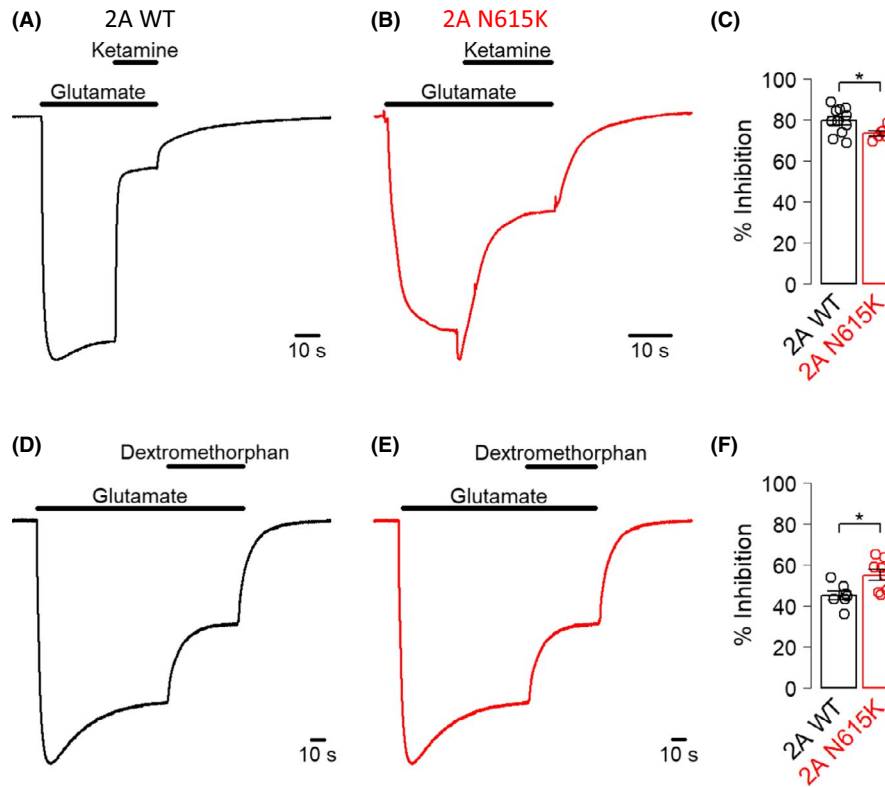 (A) 2A WT
Ketamine
Glutamate
10 s
(B) 2A N615K
Ketamine
Glutamate
10 s
(C)
*
100
80
60
40
20
0
% Inhibition
2A WT
2A N615K
(D)
Dextromethorphan
Glutamate
10 s
(E)
Dextromethorphan
Glutamate
10 s
(F)
*
100
80
60
40
20
0
% Inhibition
2A WT
2A N615K